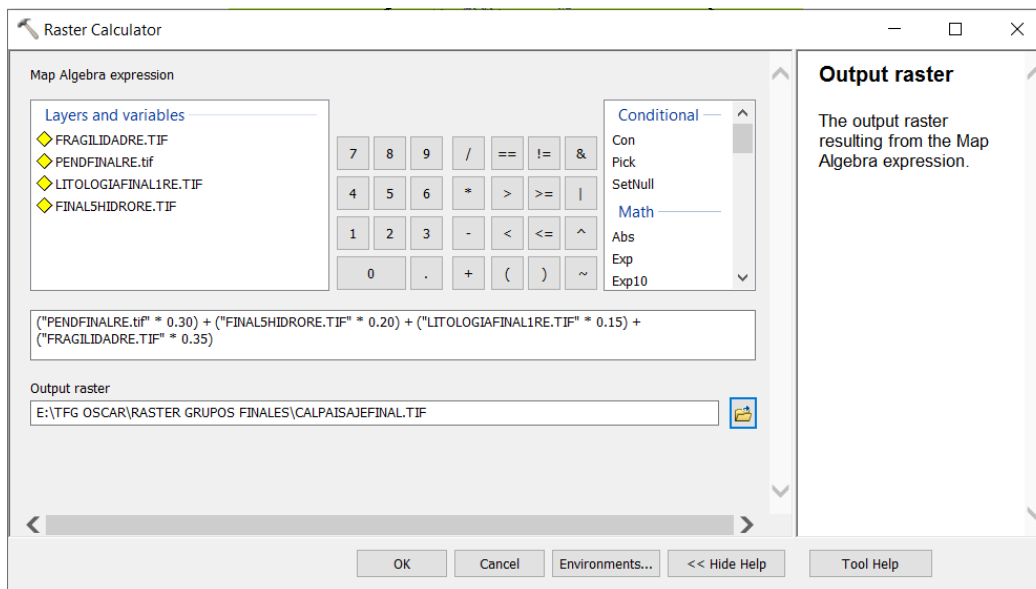 Raster Calculator
Map Algebra expression
Layers and variables
FRAGILIDADRE.TIF
PENDFINALRE.tif
LITOLOGIAFINAL1RE.TIF
FINAL5HIDRORE.TIF
7 8 9 / == != &
4 5 6 * > >= |
1 2 3 - < <= ^
0 . + ( ) ~
Conditional
Con
Pick
SetNull
Math
Abs
Exp
Exp10
("PENDFINALRE.tif" * 0.30) + ("FINAL5HIDRORE.TIF" * 0.20) + ("LITOLOGIAFINAL1RE.TIF" * 0.15) +
("FRAGILIDADRE.TIF" * 0.35)
Output raster
E:\TFG OSCAR\RASTER GRUPOS FINALES\CALPAISAJEFINAL.TIF
OK
Cancel
Environments...
<< Hide Help
Tool Help
Output raster
The output raster
resulting from the Map
Algebra expression.